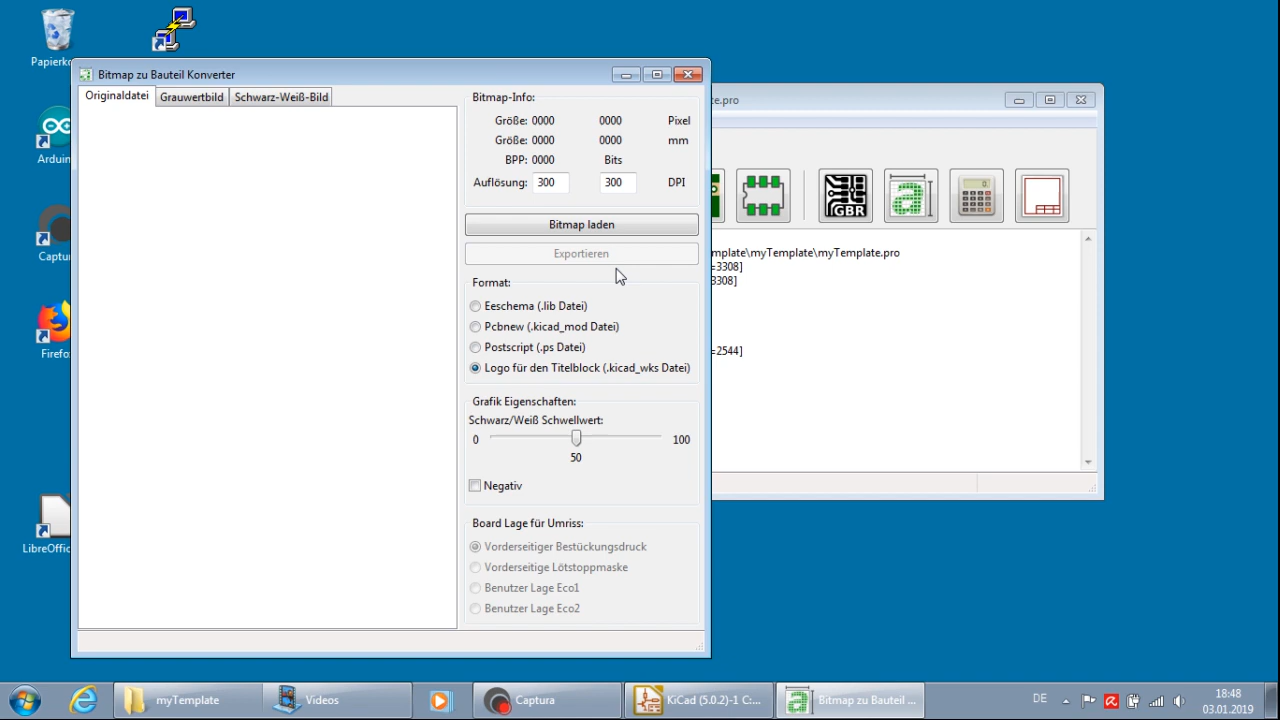 Papierko
Arduin
Captur
Firefo
LibreOffic
Bitmap zu Bauteil Konverter
Originaldatei Grauwertbild Schwarz-Weiß-Bild
Bitmap-Info:
Größe: 0000 0000 Pixel
Größe: 0000 0000 mm
BPP: 0000 Bits
Auflösung: 300 300 DPI
Bitmap laden
Exportieren
Format:
Eeschema (.lib Datei)
Pcbnew (.kicad_mod Datei)
Postscript (.ps Datei)
Logo für den Titelblock (.kicad_wks Datei)
Grafik Eigenschaften:
Schwarz/Weiß Schwellwert:
0 100
50
Negativ
Board Lage für Umriss:
Vorderseitiger Bestückungsdruck
Vorderseitige Lötstoppmaske
Benutzer Lage Eco1
Benutzer Lage Eco2
te.pro
GBR a 0.
mplate\myTemplate\myTemplate.pro
=3308]
3308]
=2544]
myTemplate Videos Captura KiCad (5.0.2)-1 C:... Bitmap zu Bauteil ... DE 18:48
03.01.2019